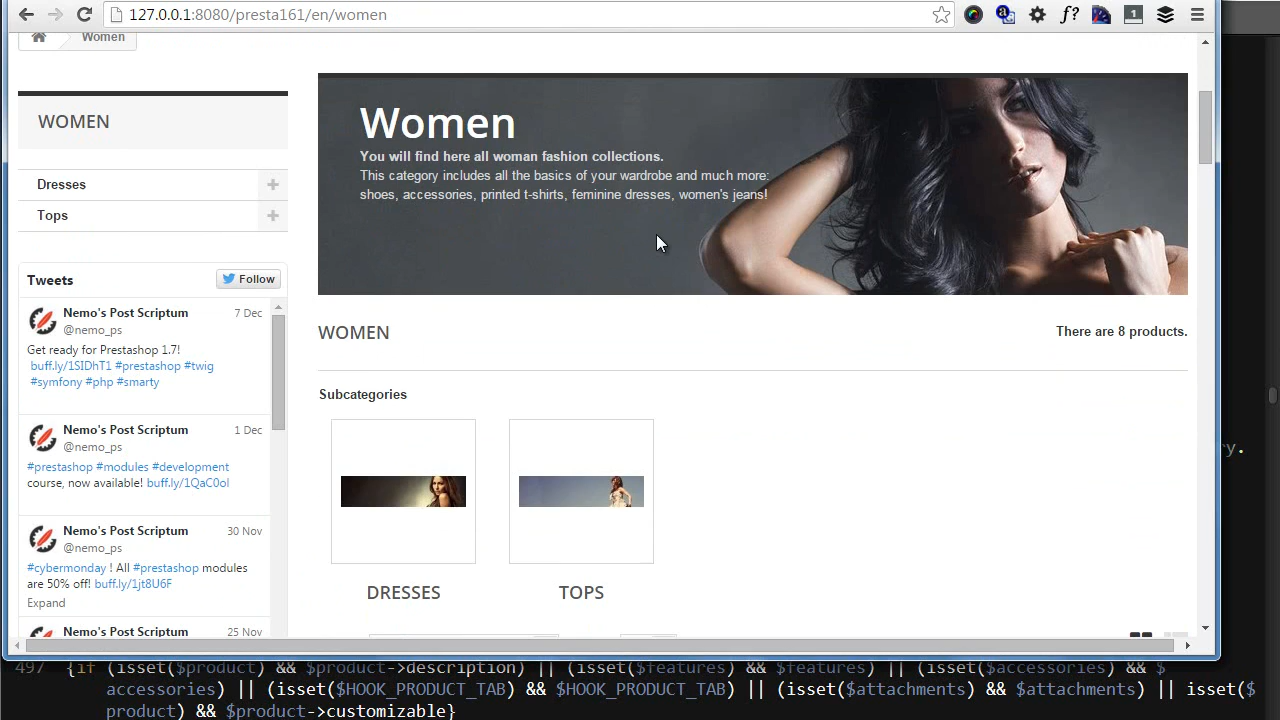 127.0.0.1:8080/presta161/en/women
f?
1
Women
WOMEN
Dresses
Tops
Women
You will find here all woman fashion collections.
This category includes all the basics of your wardrobe and much more:
shoes, accessories, printed t-shirts, feminine dresses, women's jeans!
Tweets
Follow
Nemo's Post Scriptum 7 Dec
@nemo_ps
Get ready for Prestashop 1.7!
buff.ly/1SIDhT1 #prestashop #twig
#symfony #php #smarty
Nemo's Post Scriptum 1 Dec
@nemo_ps
#prestashop #modules #development
course, now available! buff.ly/1QaC0ol
Nemo's Post Scriptum 30 Nov
@nemo_ps
#cybermonday ! All #prestashop modules
are 50% off! buff.ly/1jt8U6F
Expand
Nemo's Post Scriptum 25 Nov
WOMEN
There are 8 products.
Subcategories
DRESSES
TOPS
ry.
497 {if (isset($product) && $product->description) || (isset($features) && $features) || (isset($accessories) && $
accessories) || (isset($HOOK_PRODUCT_TAB) && $HOOK_PRODUCT_TAB) || (isset($attachments) && $attachments) || isset($
product) && $product->customizable}